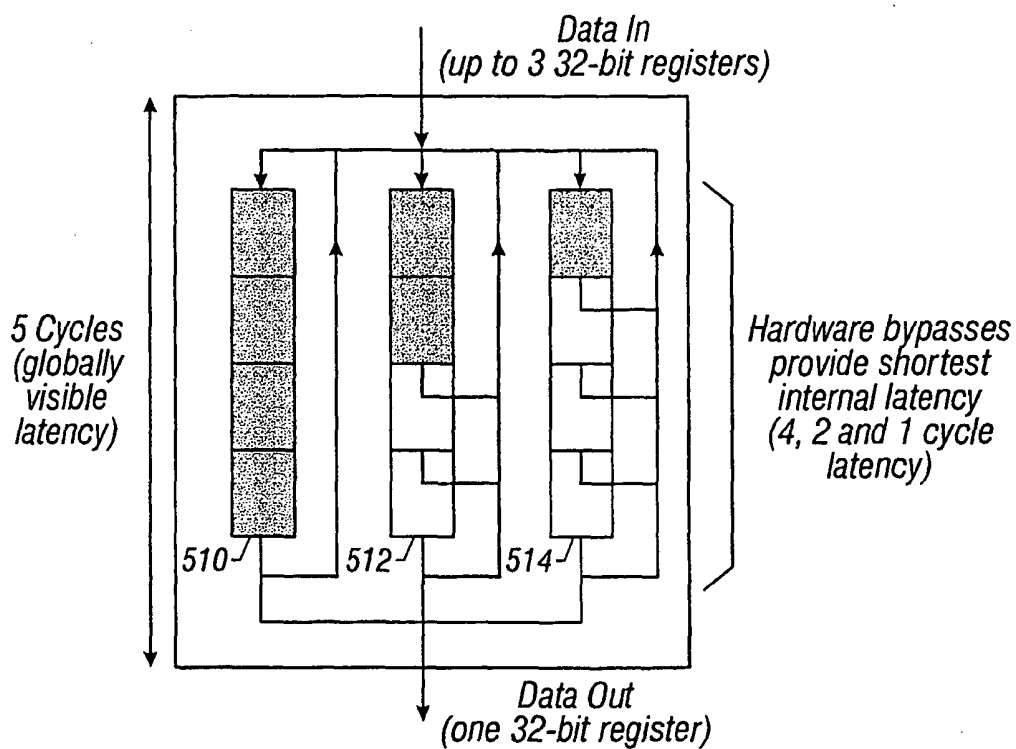 Data In
(up to 3 32-bit registers)
5 Cycles
(globally
visible
latency)
Hardware bypasses
provide shortest
internal latency
(4, 2 and 1 cycle
latency)
510
512
514
Data Out
(one 32-bit register)